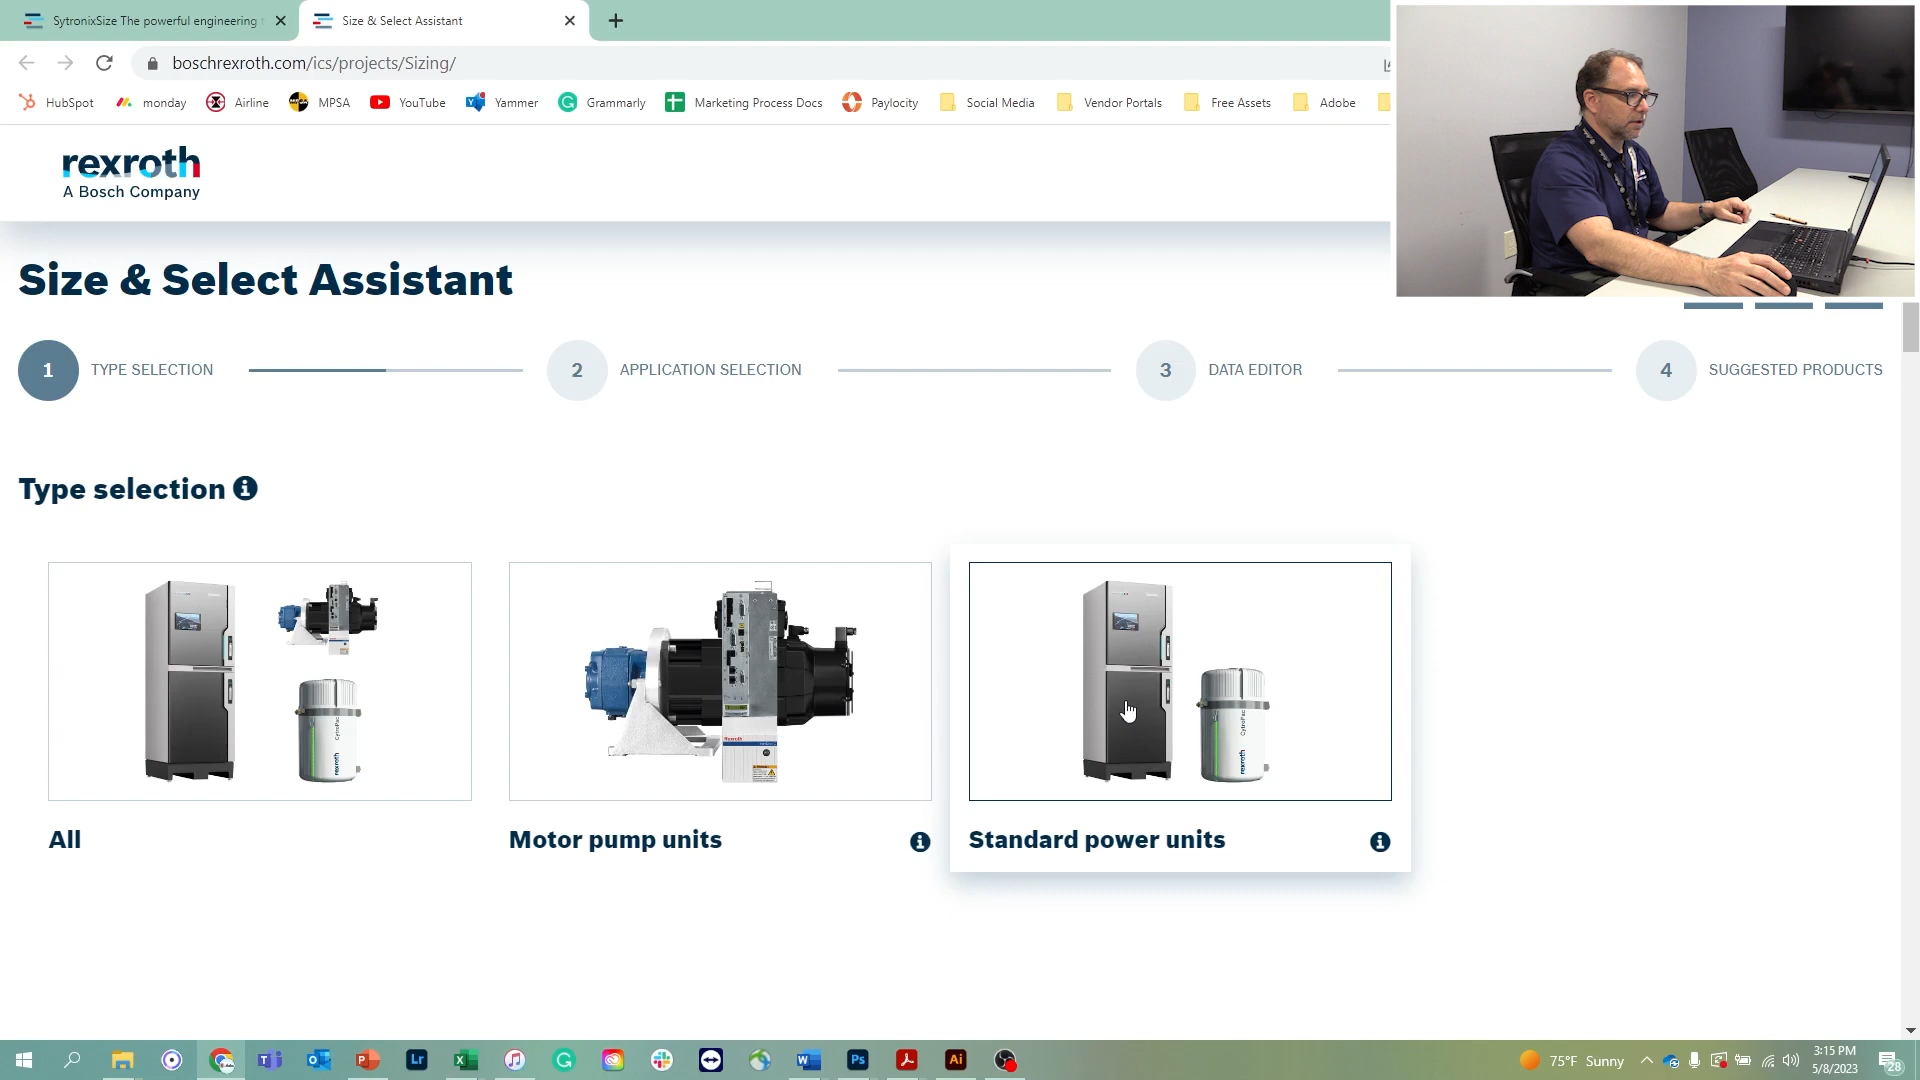 SytronixSize The powerful engineering
Size & Select Assistant
boschrexroth.com/ics/projects/Sizing/
HubSpot monday Airline MPSA YouTube Yammer Grammarly Marketing Process Docs Paylocity Social Media Vendor Portals Free Assets Adobe
rexroth
A Bosch Company
Size & Select Assistant
1 TYPE SELECTION 2 APPLICATION SELECTION 3 DATA EDITOR 4 SUGGESTED PRODUCTS
Type selection
All
Motor pump units
Standard power units
75°F Sunny
3:15 PM
5/8/2023
28